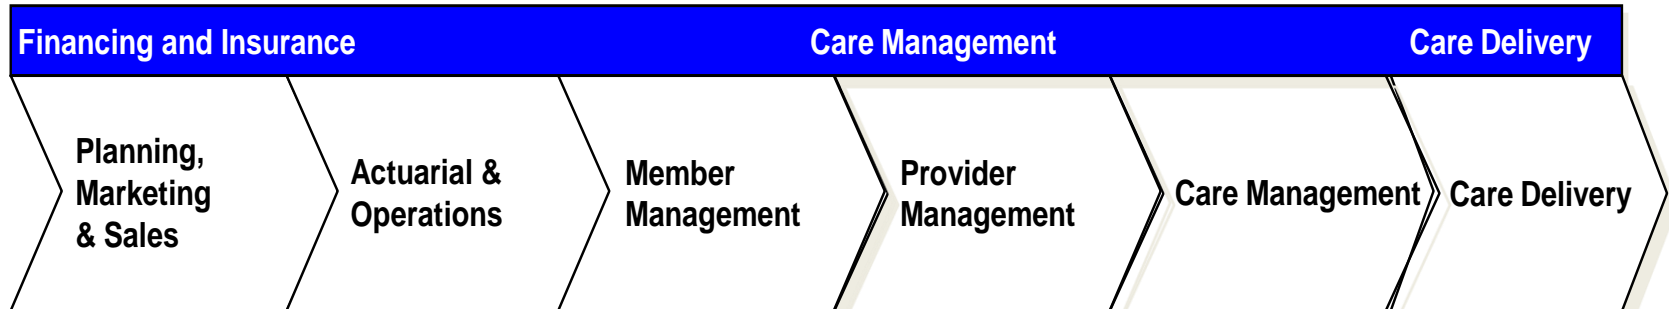 Financing and Insurance Care Management Care Delivery
Planning,
Marketing
& Sales
Actuarial &
Operations
Member
Management
Provider
Management
Care Management
Care Delivery